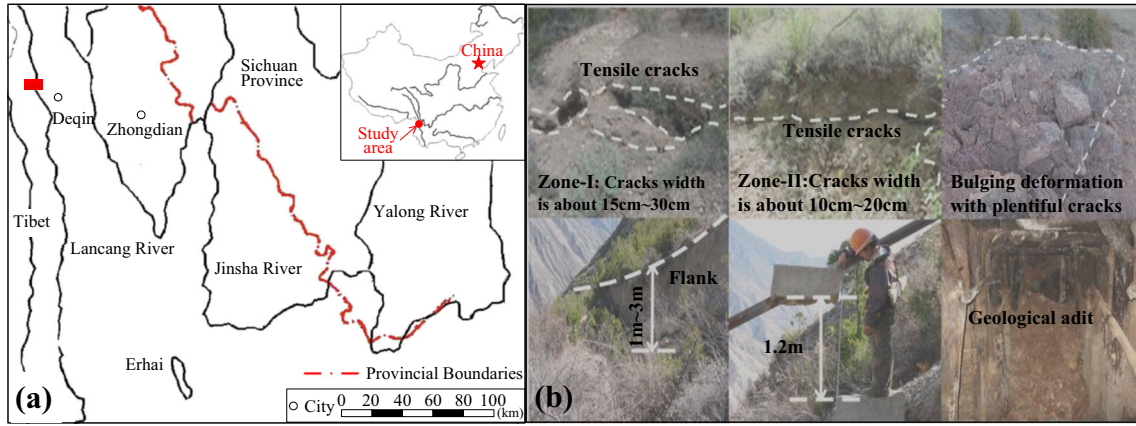 Sichuan
Province
China
Study
area
Deqin
Zhongdian
Tibet
Lancang River
Jinsha River
Yalong River
Erhai
Provincial Boundaries
City
0 20 40 60 80 100
(km)
(a)
Tensile cracks
Zone-I: Cracks width
is about 15cm~30cm
Tensile cracks
Zone-II:Cracks width
is about 10cm~20cm
Bulging deformation
with plentiful cracks
Flank
1m~3m
1.2m
Geological adit
(b)